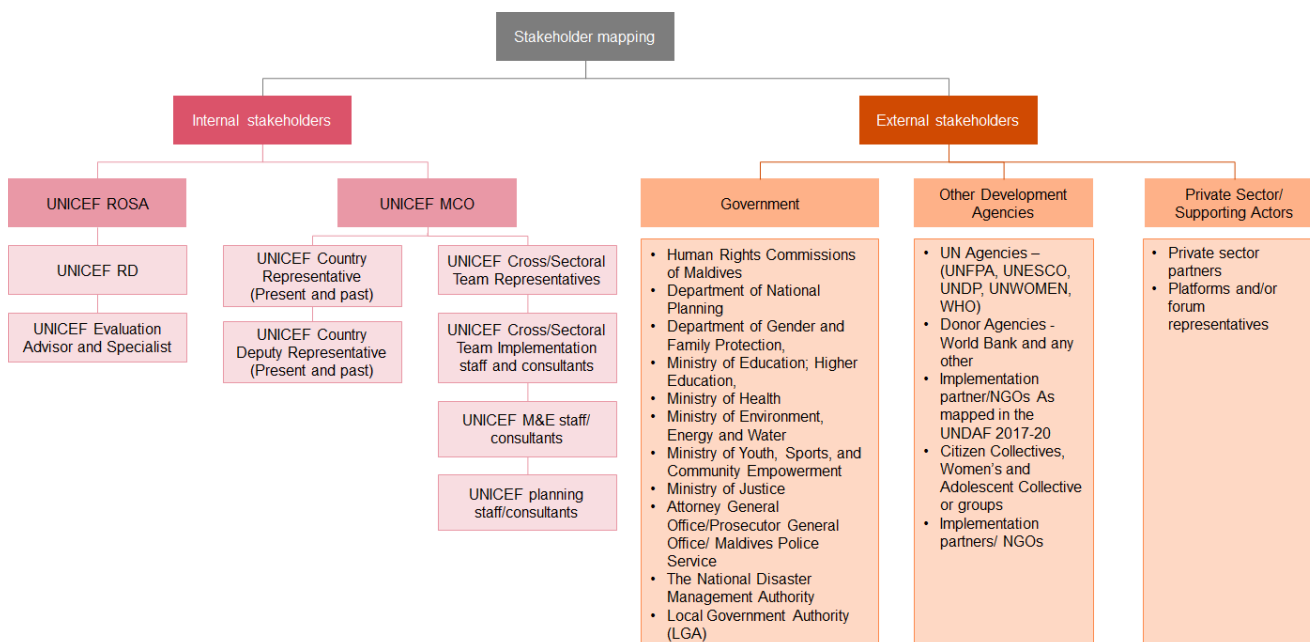 Stakeholder mapping
Internal stakeholders
External stakeholders
UNICEF ROSA
UNICEF MCO
Government
Other Development
Agencies
Private Sector/
Supporting Actors
UNICEF RD
UNICEF Evaluation
Advisor and Specialist
UNICEF Country
Representative
(Present and past)
UNICEF Country
Deputy Representative
(Present and past)
UNICEF Cross/Sectoral
Team Representatives
UNICEF Cross/Sectoral
Team Implementation
staff and consultants
UNICEF M&E staff/
consultants
UNICEF planning
staff/consultants
• Human Rights Commissions
of Maldives
• Department of National
Planning
• Department of Gender and
Family Protection,
• Ministry of Education; Higher
Education,
• Ministry of Health
• Ministry of Environment,
Energy and Water
• Ministry of Youth, Sports, and
Community Empowerment
• Ministry of Justice
• Attorney General
Office/Prosecutor General
Office/ Maldives Police
Service
• The National Disaster
Management Authority
• Local Government Authority
(LGA)
• UN Agencies –
(UNFPA, UNESCO,
UNDP, UNWOMEN,
WHO)
• Donor Agencies -
World Bank and any
other
• Implementation
partner/NGOs As
mapped in the
UNDAF 2017-20
• Citizen Collectives,
Women's and
Adolescent Collective
or groups
• Implementation
partners/ NGOs
• Private sector
partners
• Platforms and/or
forum
representatives